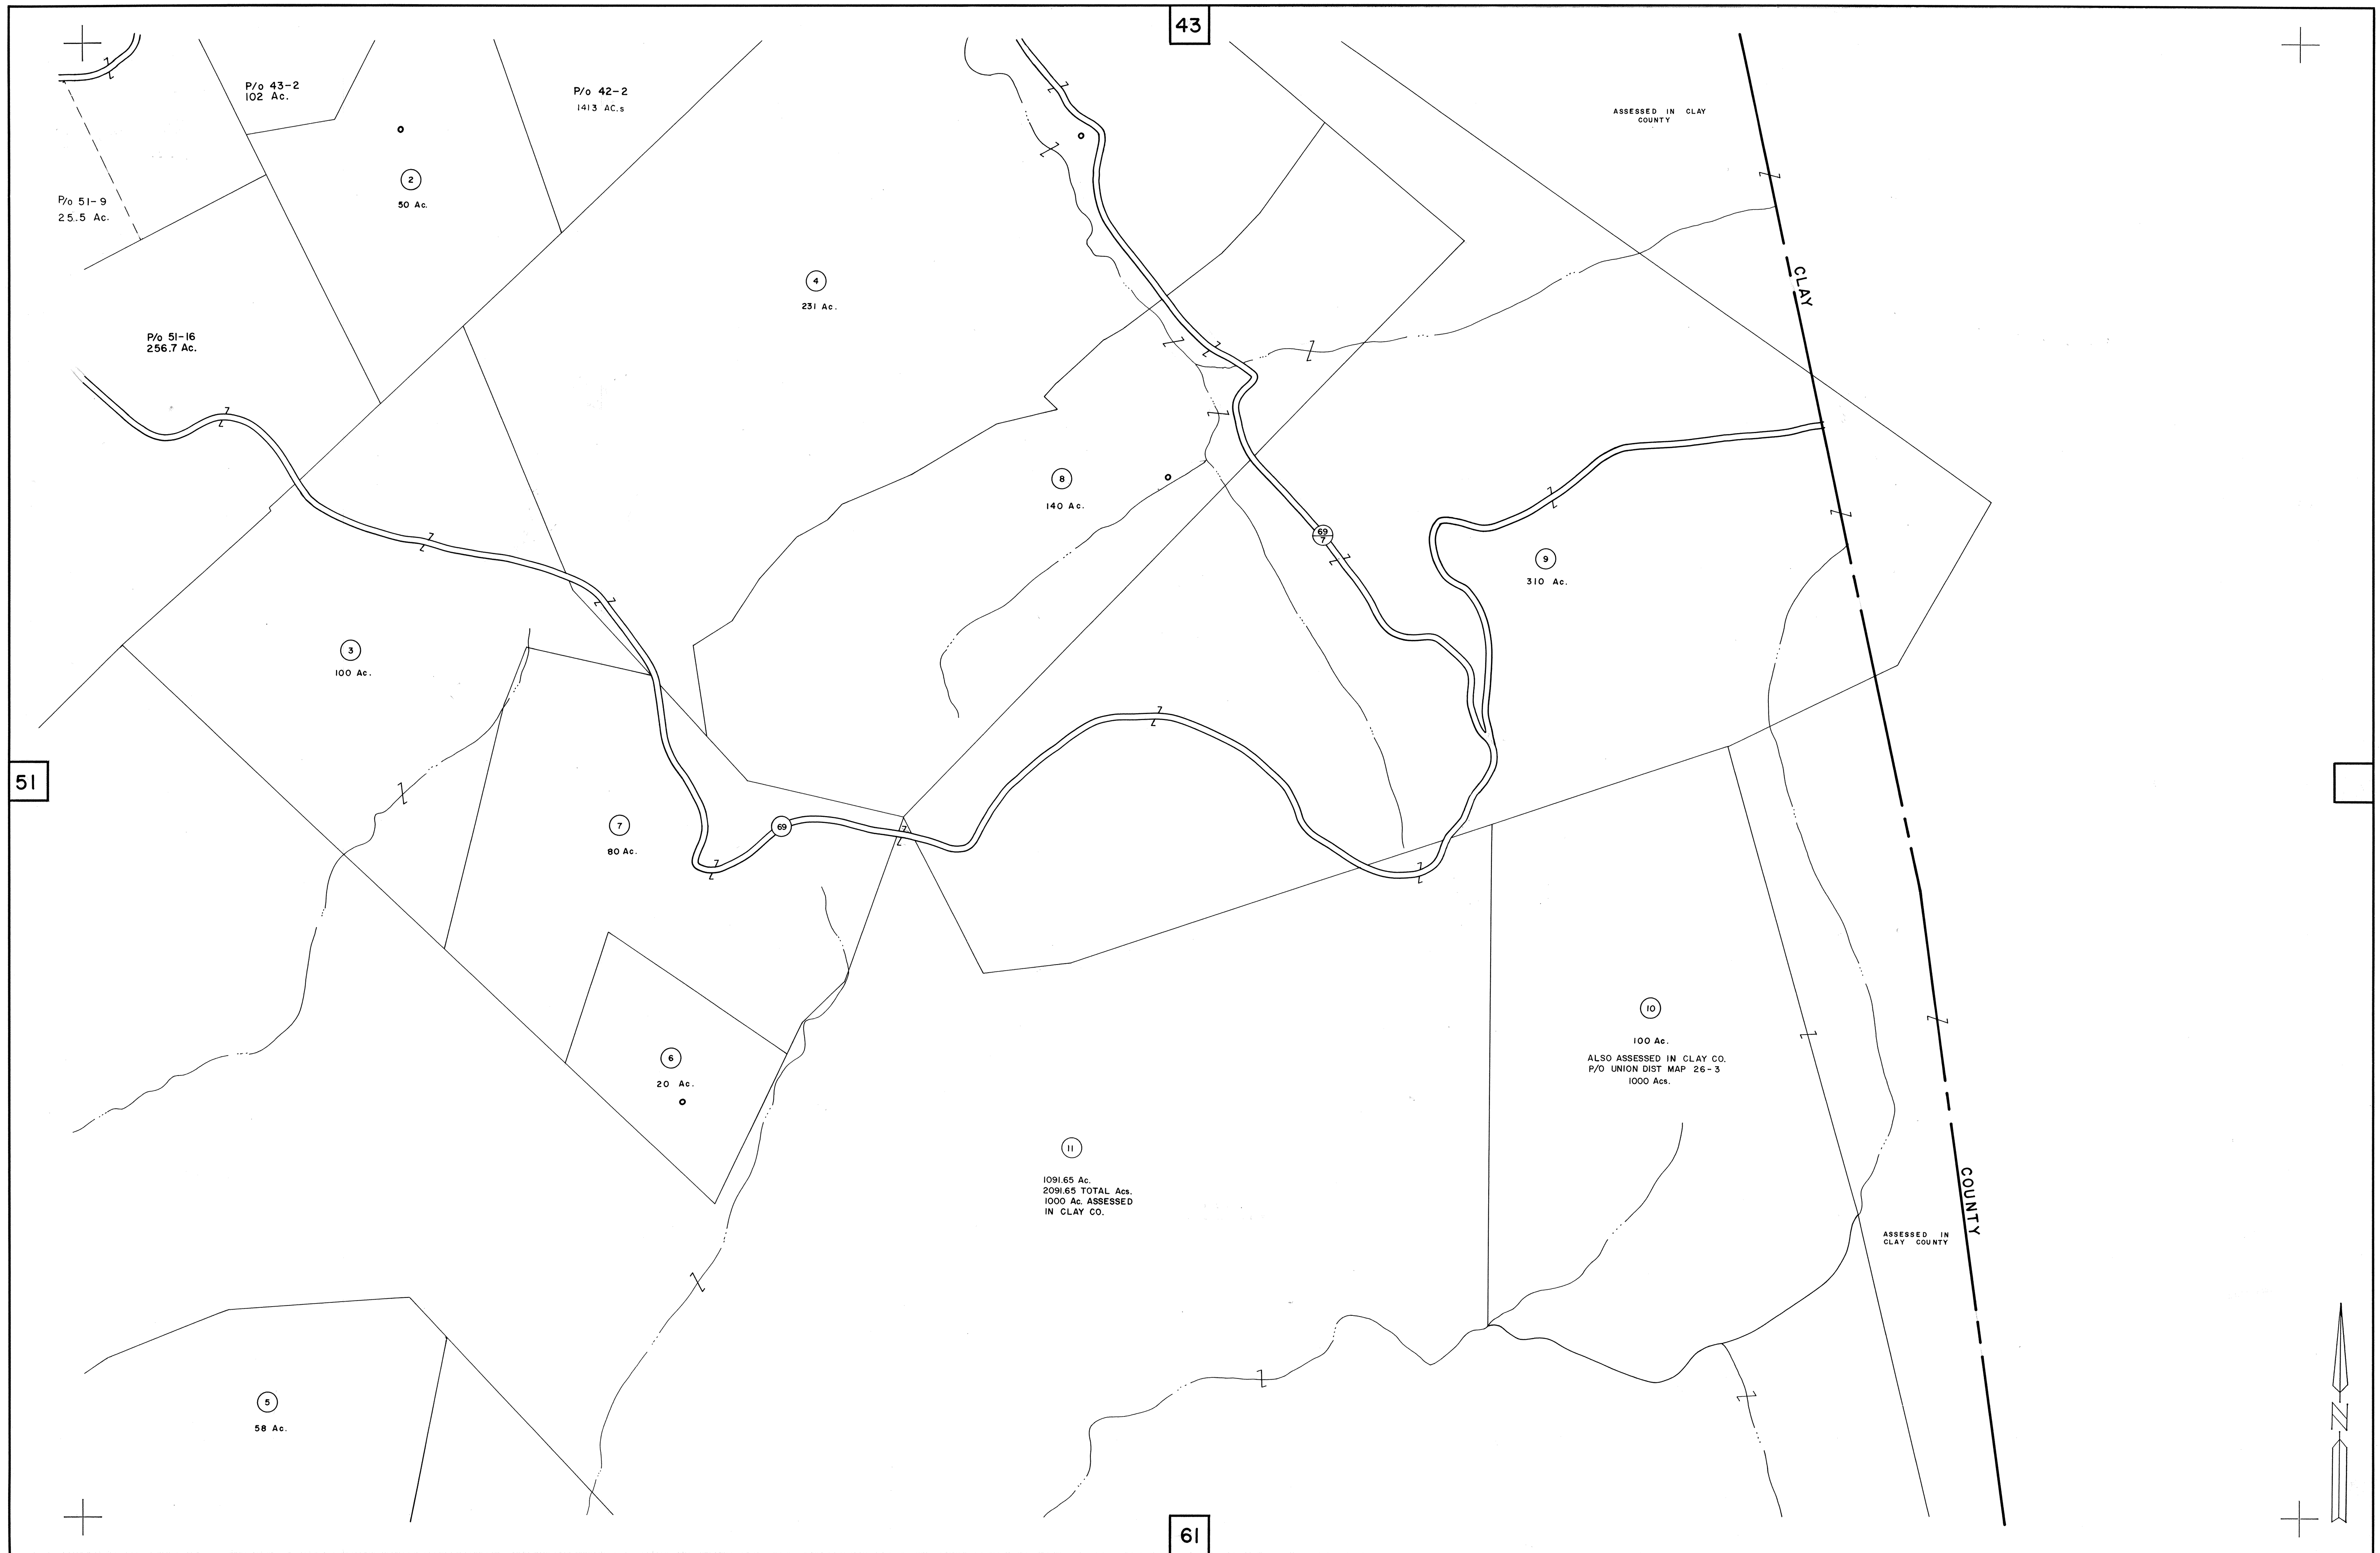 43
P/o 43-2
102 Ac.
P/o 42-2
1413 AC.s
ASSESSED IN CLAY
COUNTY
2
50 Ac.
P/o 51-9
25.5 Ac.
4
231 Ac.
CLAY
P/o 51-16
256.7 Ac.
8
140 Ac.
69
7
9
310 Ac.
3
100 Ac.
51
7
80 Ac.
69
10
100 Ac.
ALSO ASSESSED IN CLAY CO.
P/O UNION DIST MAP 26-3
1000 Acs.
6
20 Ac.
11
1091.65 Ac.
2091.65 TOTAL Acs.
1000 Ac. ASSESSED
IN CLAY CO.
COUNTY
ASSESSED IN
CLAY COUNTY
5
58 Ac.
N
61